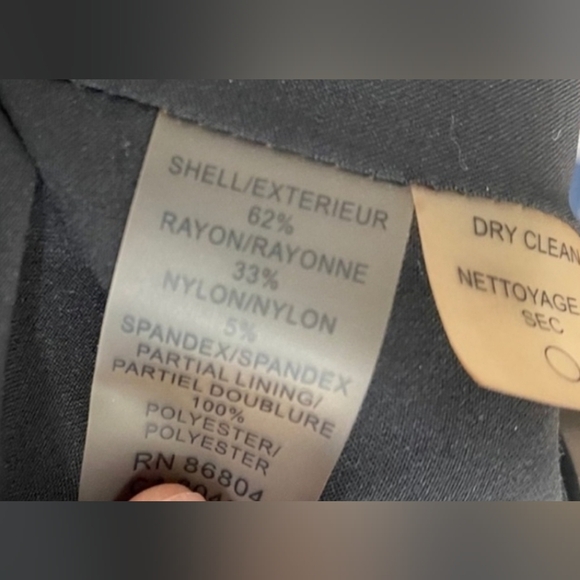 SHELL/EXTERIEUR
62%
RAYON/RAYONNE
33%
NYLON/NYLON
5%
SPANDEX/SPANDEX
PARTIAL LINING/
PARTIEL DOUBLURE
100%
POLYESTER/
POLYESTER
RN 86804
DRY CLEAN
NETTOYAGE
SEC